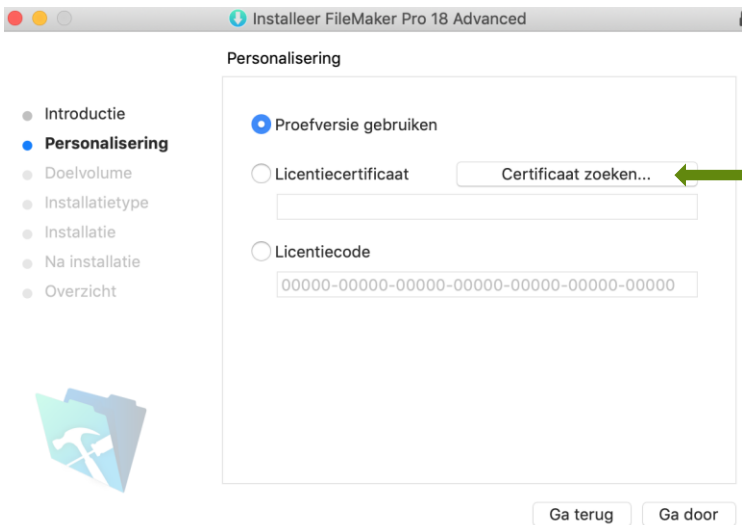 Installeer FileMaker Pro 18 Advanced
Personalisering
Introductie
Personalisering
Doelvolume
Installatietype
Installatie
Na installatie
Overzicht
Proefversie gebruiken
Licentiecertificaat
Certificaat zoeken...
Licentiecode
00000-00000-00000-00000-00000-00000-00000
Ga terug
Ga door